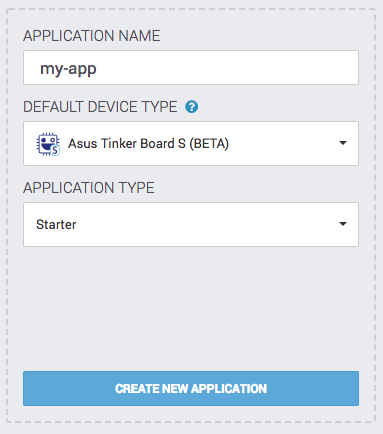 APPLICATION NAME
my-app
DEFAULT DEVICE TYPE ?
S
Asus Tinker Board S (BETA)
APPLICATION TYPE
Starter
CREATE NEW APPLICATION